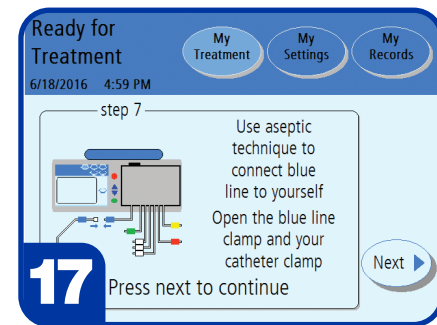 Ready for
Treatment
6/18/2016 4:59 PM
My
Treatment
My
Settings
My
Records
step 7
Use aseptic
technique to
connect blue
line to yourself
Open the blue line
clamp and your
catheter clamp
Next
17
Press next to continue